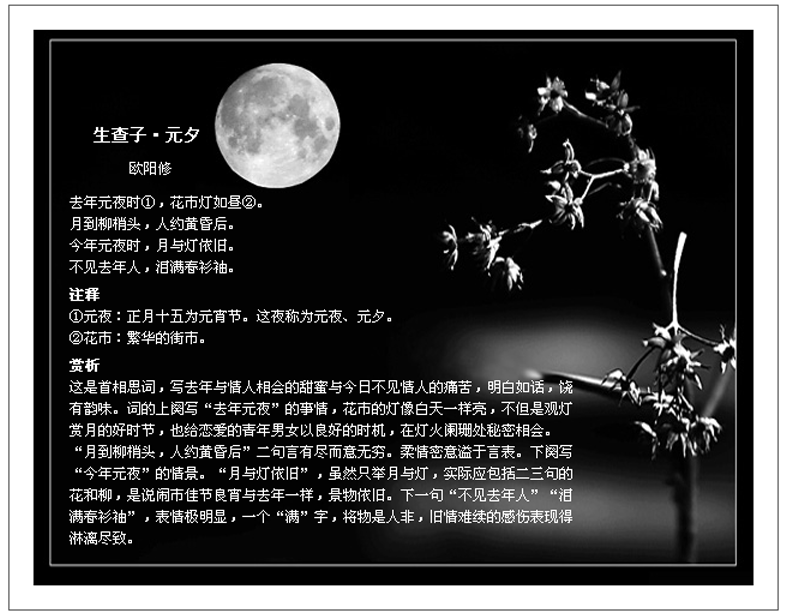 生查子·元夕
欧阳修
去年元夜时①，花市灯如昼②。
月到柳梢头，人约黄昏后。
今年元夜时，月与灯依旧。
不见去年人，泪满春衫袖。
注释
①元夜：正月十五为元宵节。这夜称为元夜、元夕。
②花市：繁华的街市。
赏析
这是首相思词，写去年与情人相会的甜蜜与今日不见情人的痛苦，明白如话，饶
有韵味。词的上阕写“去年元夜”的事情，花市的灯像白天一样亮，不但是观灯
赏月的好时节，也给恋爱的青年男女以良好的时机，在灯火阑珊处秘密相会。
“月到柳梢头，人约黄昏后”二句言有尽而意无穷。柔情密意溢于言表。下阕写
“今年元夜”的情景。“月与灯依旧”，虽然只举月与灯，实际应包括二三句的
花和柳，是说闹市佳节良宵与去年一样，景物依旧。下一句“不见去年人”“泪
满春衫袖”，表情极明显，一个“满”字，将物是人非，旧情难续的感伤表现得
淋漓尽致。